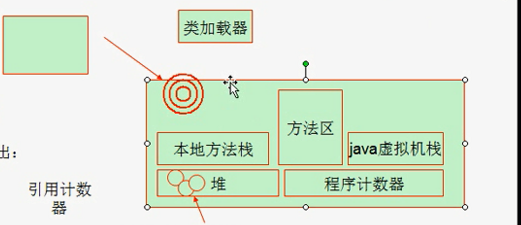 类加载器
方法区
本地方法栈
java虚拟机栈
出：
堆
程序计数器
引用计数
器